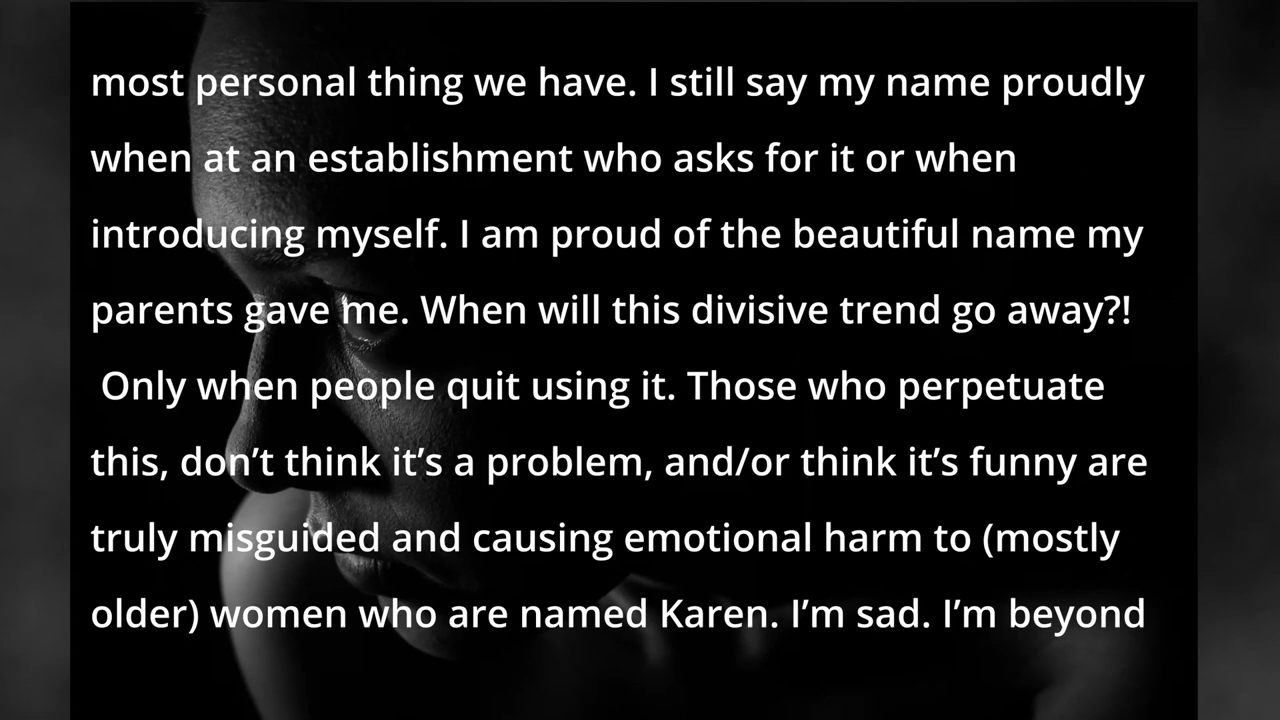 most personal thing we have. I still say my name proudly
when at an establishment who asks for it or when
introducing myself. I am proud of the beautiful name my
parents gave me. When will this divisive trend go away?!
Only when people quit using it. Those who perpetuate
this, don’t think it’s a problem, and/or think it’s funny are
truly misguided and causing emotional harm to (mostly
older) women who are named Karen. I’m sad. I’m beyond